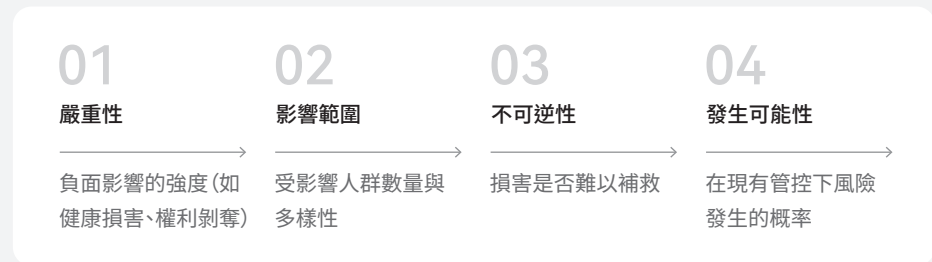 01
嚴重性
負面影響的強度（如
健康損害、權利剝奪）
02
影響範圍
受影響人群數量與
多樣性
03
不可逆性
損害是否難以補救
04
發生可能性
在現有管控下風險
發生的概率